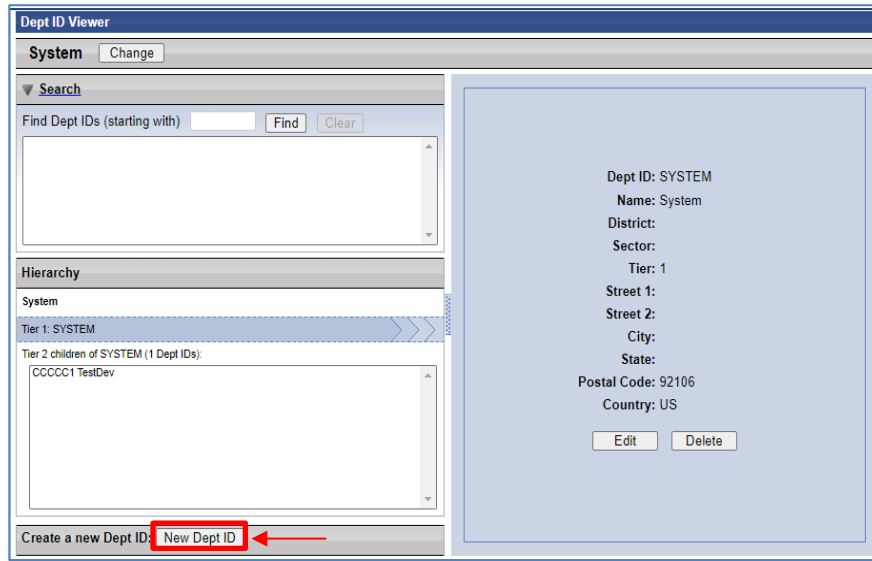 Dept ID Viewer
System Change
Search
Find Dept IDs (starting with) Find Clear
Hierarchy
System
Tier 1: SYSTEM
Tier 2 children of SYSTEM (1 Dept IDs):
CCCCC1 TestDev
Create a new Dept ID: New Dept ID
Dept ID: SYSTEM
Name: System
District:
Sector:
Tier: 1
Street 1:
Street 2:
City:
State:
Postal Code: 92106
Country: US
Edit Delete